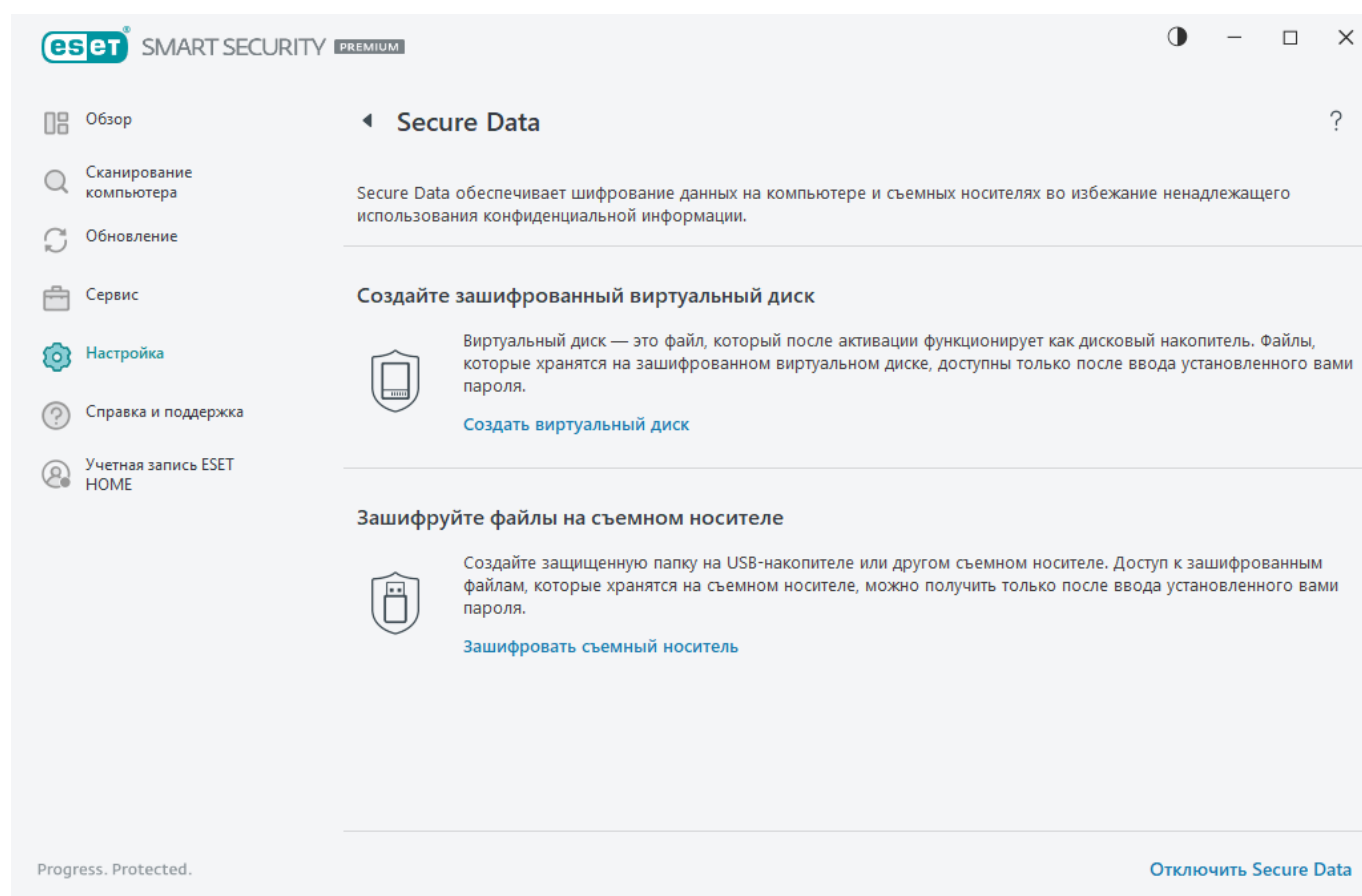 eset® SMART SECURITY PREMIUM
Обзор
Сканирование
компьютера
Обновление
Сервис
Настройка
Справка и поддержка
Учетная запись ESET
HOME
Secure Data
?
Secure Data обеспечивает шифрование данных на компьютере и съемных носителях во избежание ненадлежащего
использования конфиденциальной информации.
Создайте зашифрованный виртуальный диск
Виртуальный диск — это файл, который после активации функционирует как дисковый накопитель. Файлы,
которые хранятся на зашифрованном виртуальном диске, доступны только после ввода установленного вами
пароля.
Создать виртуальный диск
Зашифруйте файлы на съемном носителе
Создайте защищенную папку на USB-накопителе или другом съемном носителе. Доступ к зашифрованным
файлам, которые хранятся на съемном носителе, можно получить только после ввода установленного вами
пароля.
Зашифровать съемный носитель
Progress. Protected.
Отключить Secure Data